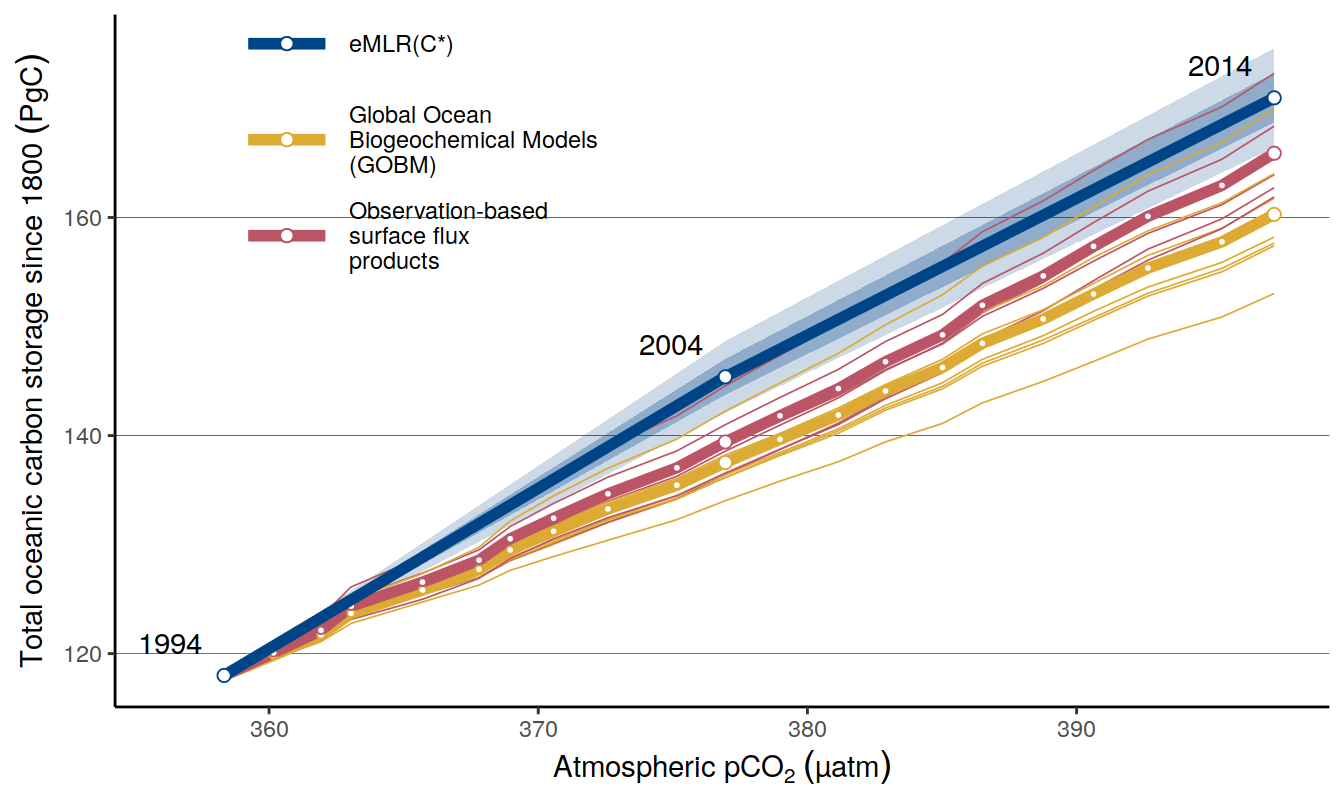 eMLR(C*)
Global Ocean
Biogeochemical Models
(GOBM)
Observation-based
surface flux
products
2014
2004
1994
Total oceanic carbon storage since 1800 (PgC)
160
140
120
360
370
380
390
Atmospheric pCO₂ (µatm)